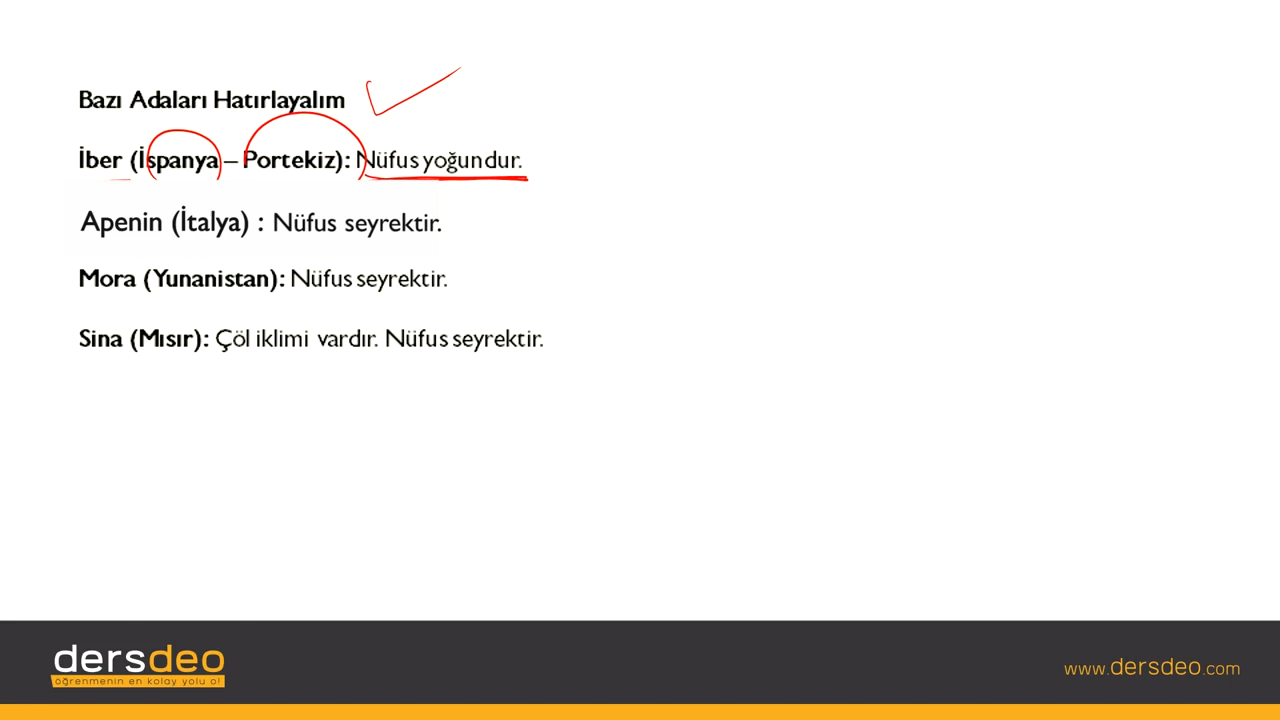 Bazı Adaları Hatırlayalım
İber (İspanya – Portekiz): Nüfus yoğundur.
Apenin (İtalya) : Nüfus seyrektir.
Mora (Yunanistan): Nüfus seyrektir.
Sina (Mısır): Çöl iklimi vardır. Nüfus seyrektir.
dersdeo
öğrenmenin en kolay yolu o!
www.dersdeo.com